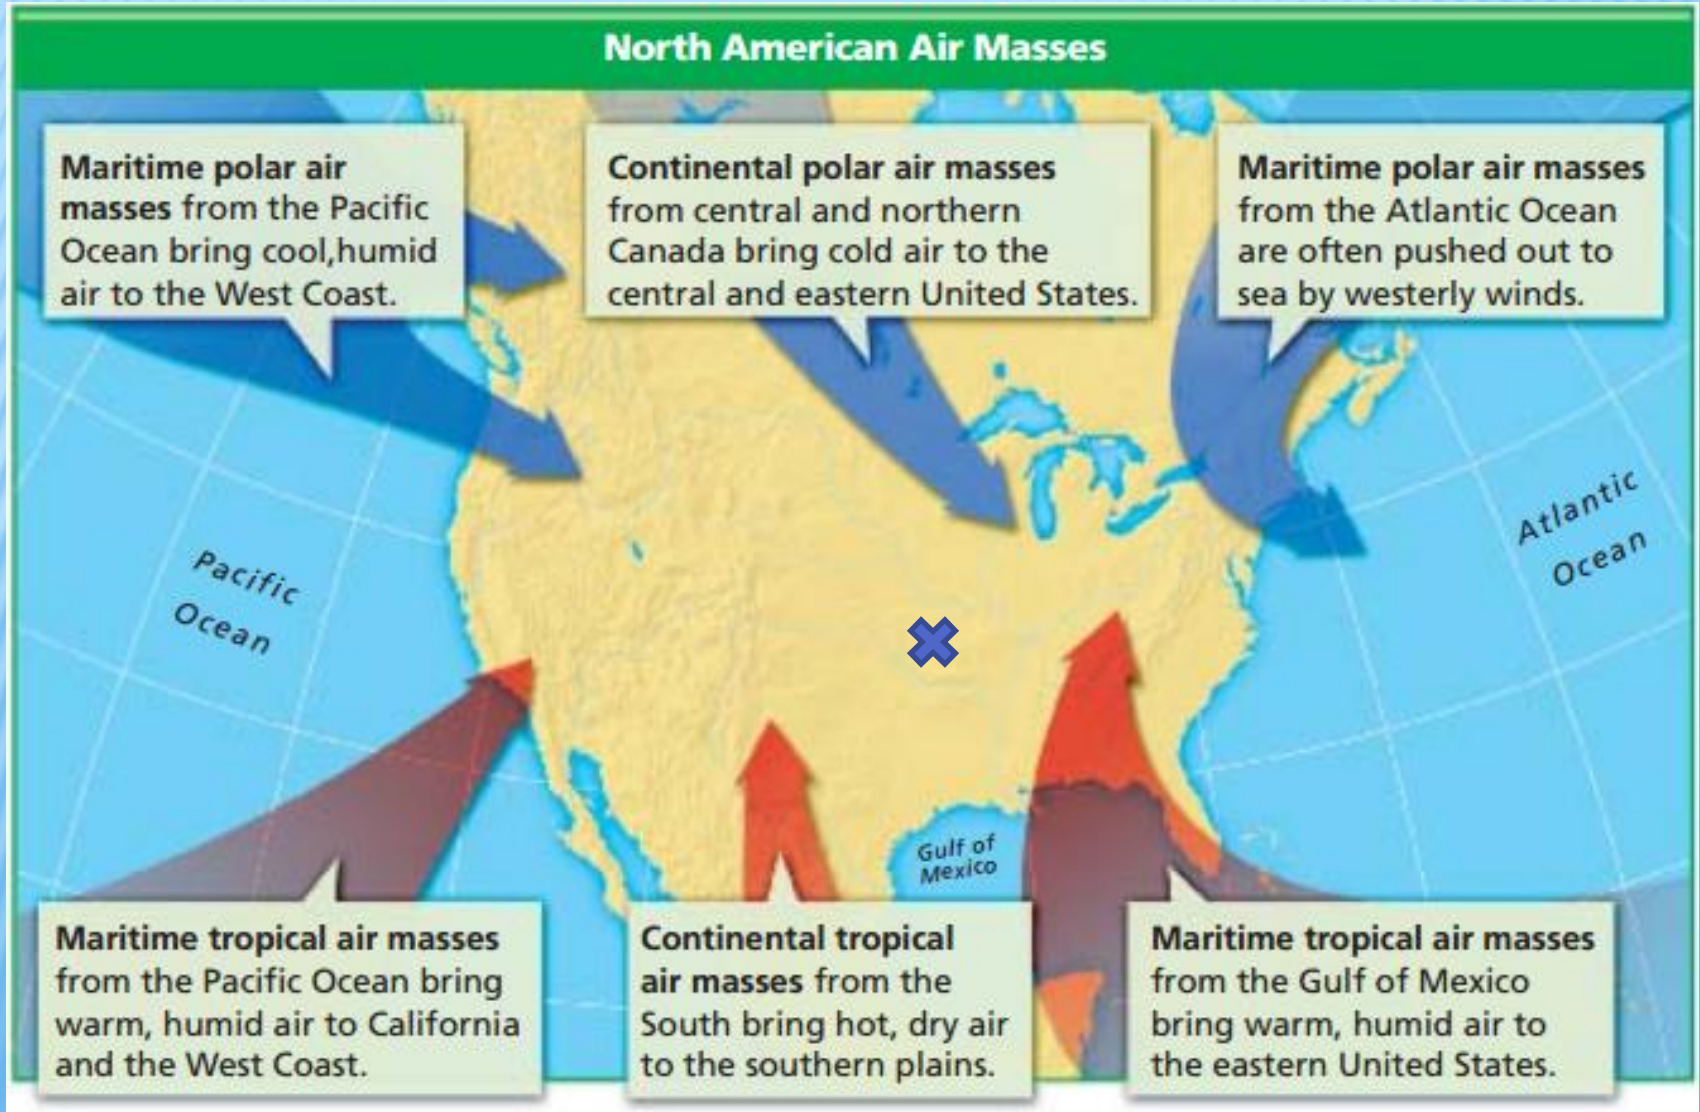 North American Air Masses
Maritime polar air
masses from the Pacific
Ocean bring cool,humid
air to the West Coast.
Continental polar air masses
from central and northern
Canada bring cold air to the
central and eastern United States.
Maritime polar air masses
from the Atlantic Ocean
are often pushed out to
sea by westerly winds.
Pacific
Ocean
Atlantic
Ocean
Gulf of
Mexico
Maritime tropical air masses
from the Pacific Ocean bring
warm, humid air to California
and the West Coast.
Continental tropical
air masses from the
South bring hot, dry air
to the southern plains.
Maritime tropical air masses
from the Gulf of Mexico
bring warm, humid air to
the eastern United States.